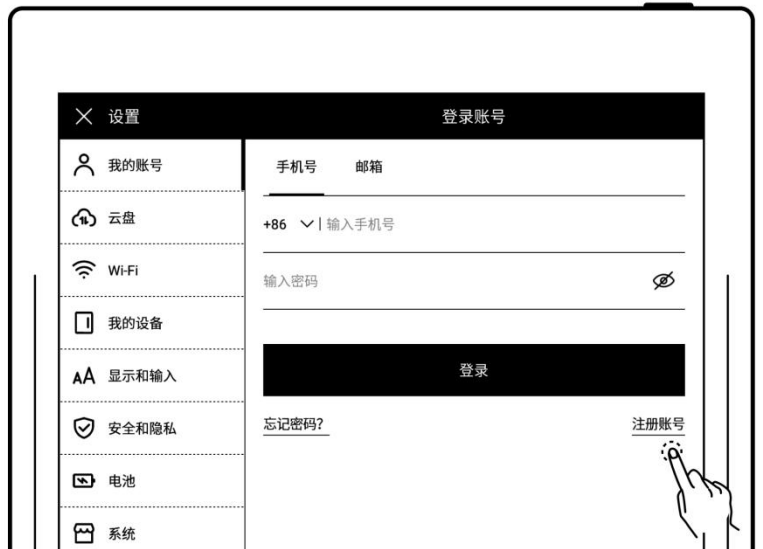 设置
登录账号
我的账号
云盘
Wi-Fi
我的设备
显示和输入
安全和隐私
电池
系统
手机号 邮箱
+86 输入手机号
输入密码
登录
忘记密码? 注册账号